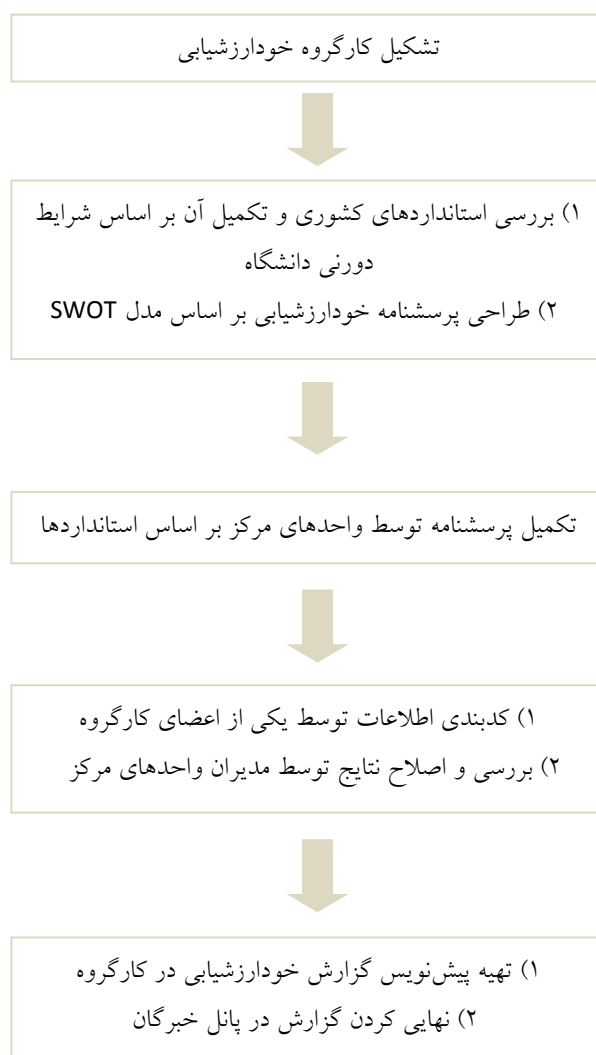 تشکیل کارگروه خودارزشیابی
۱) بررسی استانداردهای کشوری و تکمیل آن بر اساس شرایط
دورنی دانشگاه
۲) طراحی پرسشنامه خودارزشیابی بر اساس مدل SWOT
تکمیل پرسشنامه توسط واحدهای مرکز بر اساس استانداردها
۱) کدبندی اطلاعات توسط یکی از اعضای کارگروه
۲) بررسی و اصلاح نتایج توسط مدیران واحدهای مرکز
۱) تهیه پیش‌نویس گزارش خودارزشیابی در کارگروه
۲) نهایی کردن گزارش در پانل خبرگان